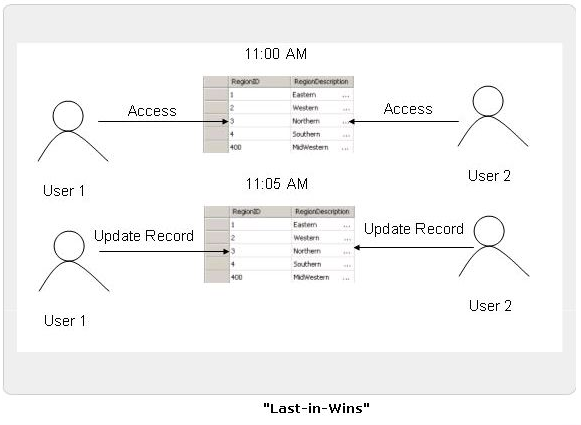 11:00 AM
RegionID RegionDescription
1 Eastern ...
2 Western ...
3 Northern ...
4 Southern ...
400 MidWestern ...
Access
Access
User 1
User 2
11:05 AM
RegionID RegionDescription
1 Eastern ...
2 Western ...
3 Northern ...
4 Southern ...
400 MidWestern ...
Update Record
Update Record
User 1
User 2
"Last-in-Wins"